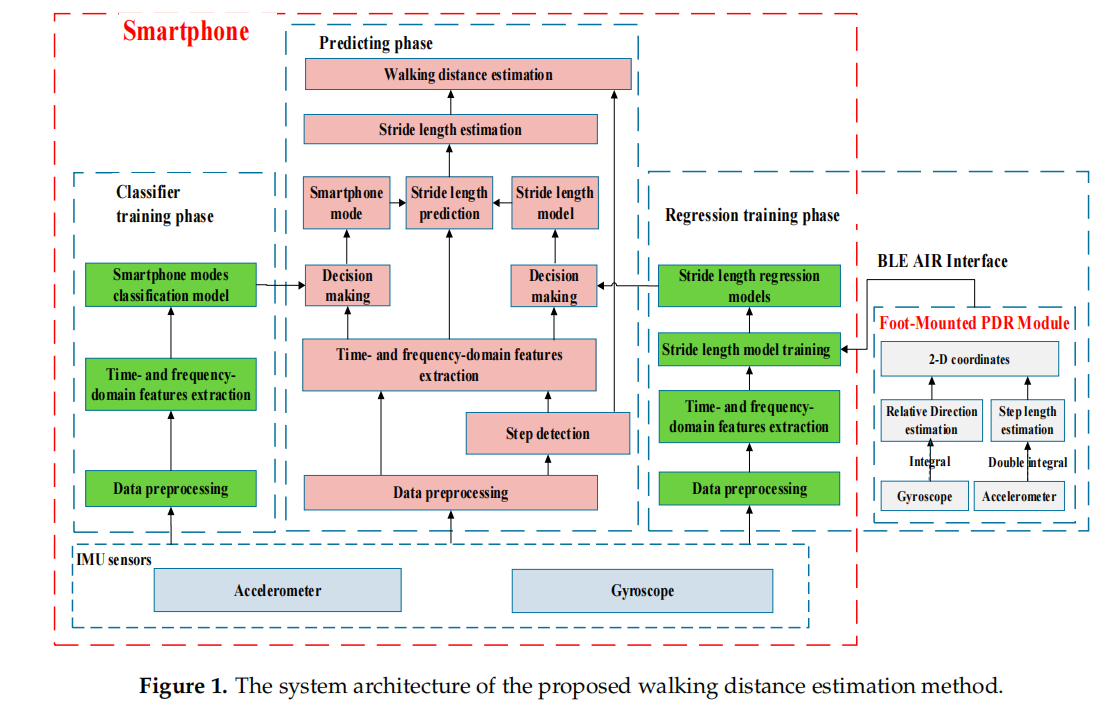 Smartphone
Predicting phase
Walking distance estimation
Stride length estimation
Smartphone
mode
Stride length
prediction
Stride length
model
Decision
making
Decision
making
Time- and frequency-domain features
extraction
Step detection
Data preprocessing
Classifier
training phase
Smartphone modes
classification model
Time- and frequency-
domain features extraction
Data preprocessing
Regression training phase
Stride length regression
models
Stride length model training
Time- and frequency-
domain features extraction
Data preprocessing
BLE AIR Interface
Foot-Mounted PDR Module
2-D coordinates
Relative Direction
estimation
Step length
estimation
Integral
Double integral
Gyroscope
Accelerometer
IMU sensors
Accelerometer
Gyroscope
Figure 1. The system architecture of the proposed walking distance estimation method.